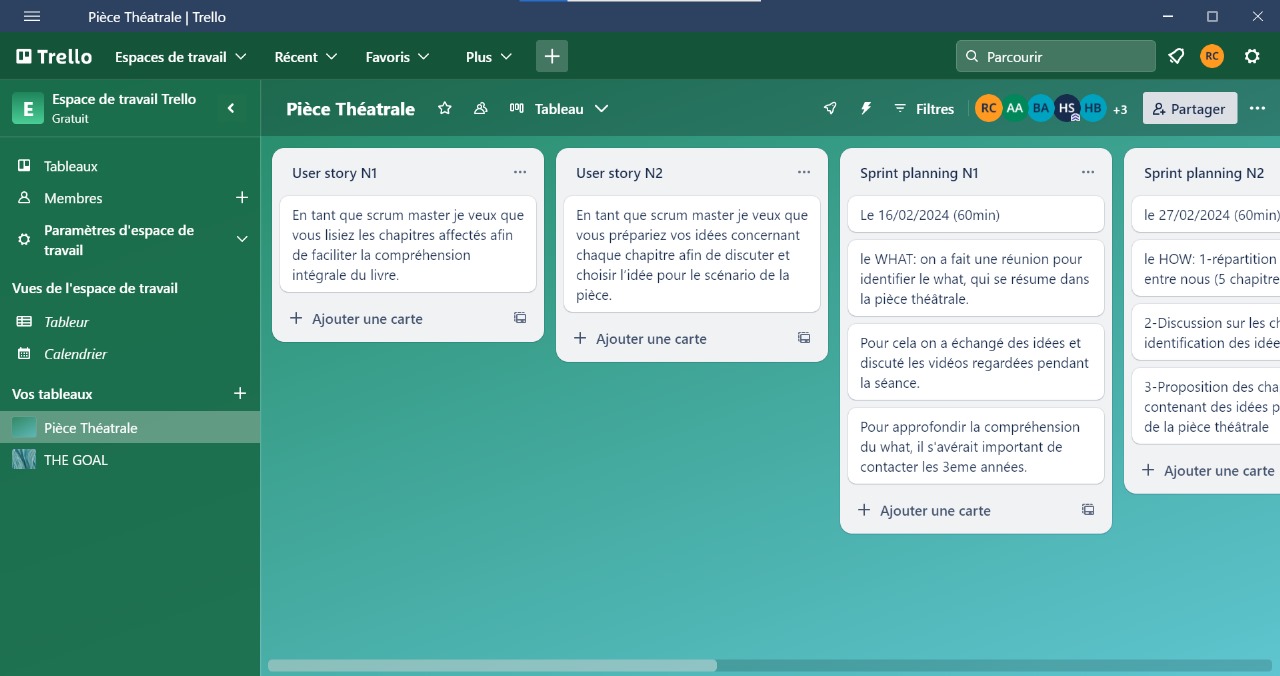 Pièce Théatrale | Trello
Trello
Espaces de travail
Récent
Favoris
Plus
Parcourir
RC
E
Espace de travail Trello
Gratuit
Pièce Théatrale
Tableau
Filtres
RC
AA
BA
HS
HB
+3
Partager
Tableaux
Membres
Paramètres d'espace de
travail
Vues de l'espace de travail
Tableur
Calendrier
Vos tableaux
Pièce Théatrale
THE GOAL
User story N1
En tant que scrum master je veux que
vous lisiez les chapitres affectés afin
de faciliter la compréhension
intégrale du livre.
Ajouter une carte
User story N2
En tant que scrum master je veux que
vous prépariez vos idées concernant
chaque chapitre afin de discuter et
choisir l'idée pour le scénario de la
pièce.
Ajouter une carte
Sprint planning N1
Le 16/02/2024 (60min)
le WHAT: on a fait une réunion pour
identifier le what, qui se résume dans
la pièce théâtrale.
Pour cela on a échangé des idées et
discuté les vidéos regardées pendant
la séance.
Pour approfondir la compréhension
du what, il s'avérait important de
contacter les 3eme années.
Ajouter une carte
Sprint planning N2
le 27/02/2024 (60min)
le HOW: 1-répartition
entre nous (5 chapitre
2-Discussion sur les ch
identification des idée
3-Proposition des cha
contenant des idées p
de la pièce théâtrale
Ajouter une carte